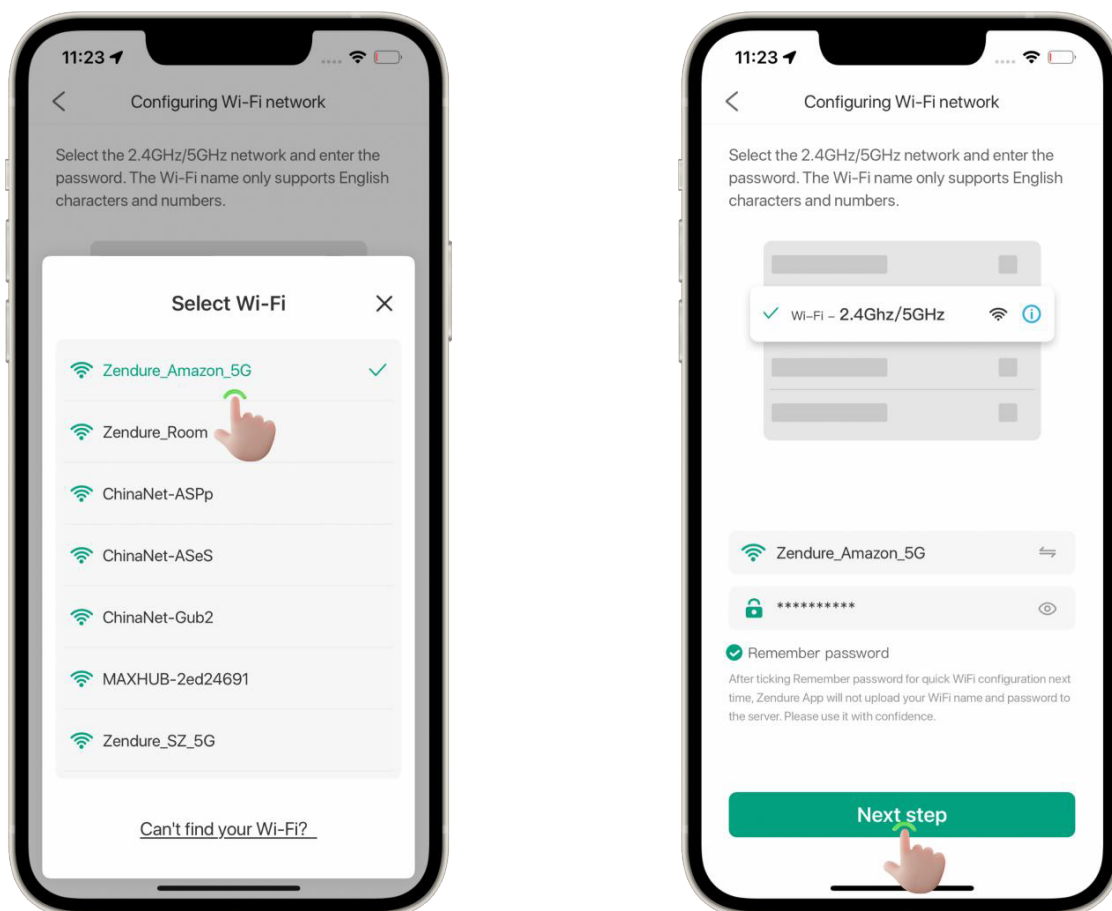 11:23
Configuring Wi-Fi network
Select the 2.4GHz/5GHz network and enter the
password. The Wi-Fi name only supports English
characters and numbers.
Select Wi-Fi
Zendure_Amazon_5G
Zendure_Room
ChinaNet-ASPp
ChinaNet-ASeS
ChinaNet-Gub2
MAXHUB-2ed24691
Zendure_SZ_5G
Can't find your Wi-Fi?
11:23
Configuring Wi-Fi network
Select the 2.4GHz/5GHz network and enter the
password. The Wi-Fi name only supports English
characters and numbers.
Wi-Fi – 2.4Ghz/5GHz
Zendure_Amazon_5G
**********
Remember password
After ticking Remember password for quick WiFi configuration next
time, Zendure App will not upload your WiFi name and password to
the server. Please use it with confidence.
Next step